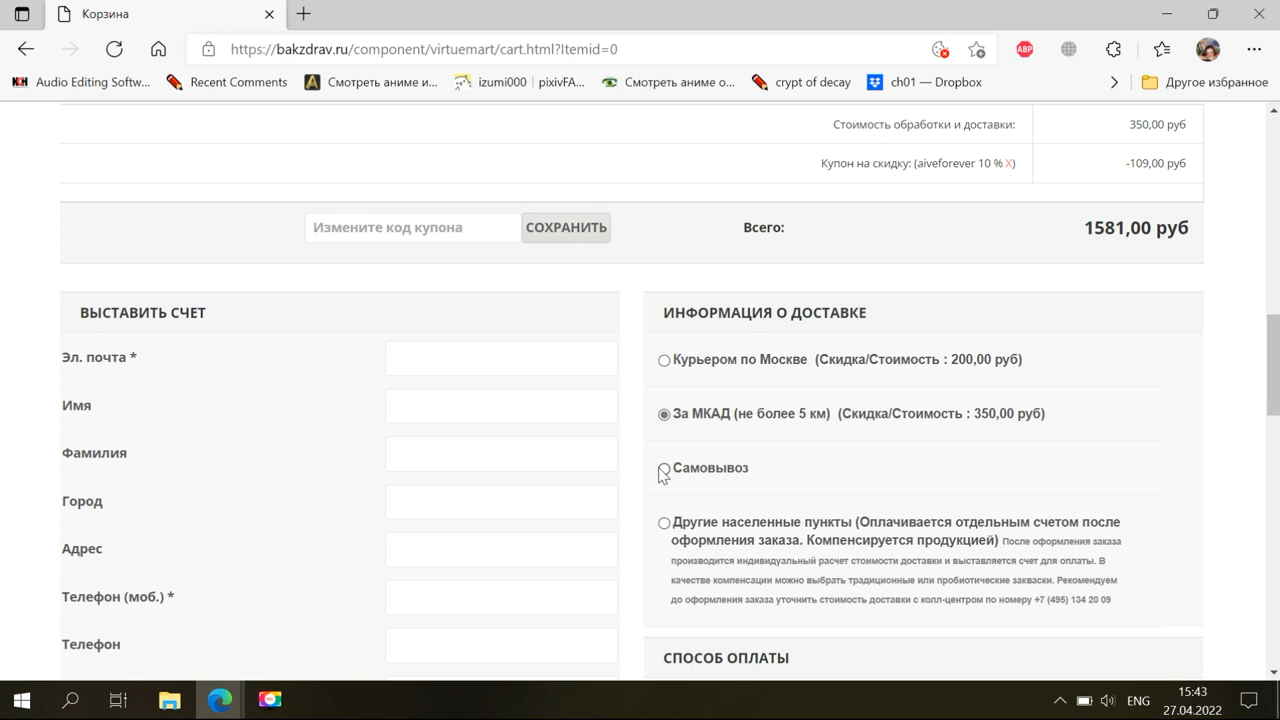 Корзина
https://bakzdrav.ru/component/virtuemart/cart.html?Itemid=0
ABP
Audio Editing Softw...
Recent Comments
Смотреть аниме и...
izumi000 | pixivFA...
Смотреть аниме о...
crypt of decay
ch01 — Dropbox
Другое избранное
Стоимость обработки и доставки: 350,00 руб
Купон на скидку: (aiveforever 10 % X) -109,00 руб
Измените код купона СОХРАНИТЬ Всего: 1581,00 руб
ВЫСТАВИТЬ СЧЕТ
Эл. почта *
Имя
Фамилия
Город
Адрес
Телефон (моб.) *
Телефон
ИНФОРМАЦИЯ О ДОСТАВКЕ
Курьером по Москве (Скидка/Стоимость : 200,00 руб)
За МКАД (не более 5 км) (Скидка/Стоимость : 350,00 руб)
Самовывоз
Другие населенные пункты (Оплачивается отдельным счетом после
оформления заказа. Компенсируется продукцией) После оформления заказа
производится индивидуальный расчет стоимости доставки и выставляется счет для оплаты. В
качестве компенсации можно выбрать традиционные или пробиотические закваски. Рекомендуем
до оформления заказа уточнить стоимость доставки с колл-центром по номеру +7 (495) 134 20 09
СПОСОБ ОПЛАТЫ
ENG
15:43
27.04.2022